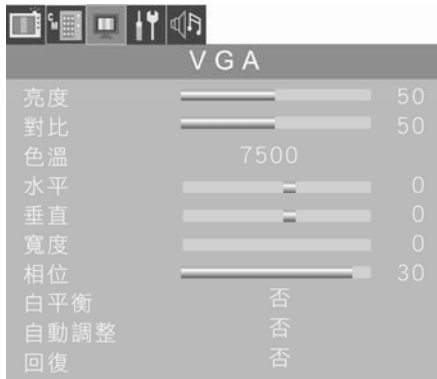 C
M
VGA
亮度 50
對比 50
色溫 7500
水平 0
垂直 0
寬度 0
相位 30
白平衡 否
自動調整 否
回復 否